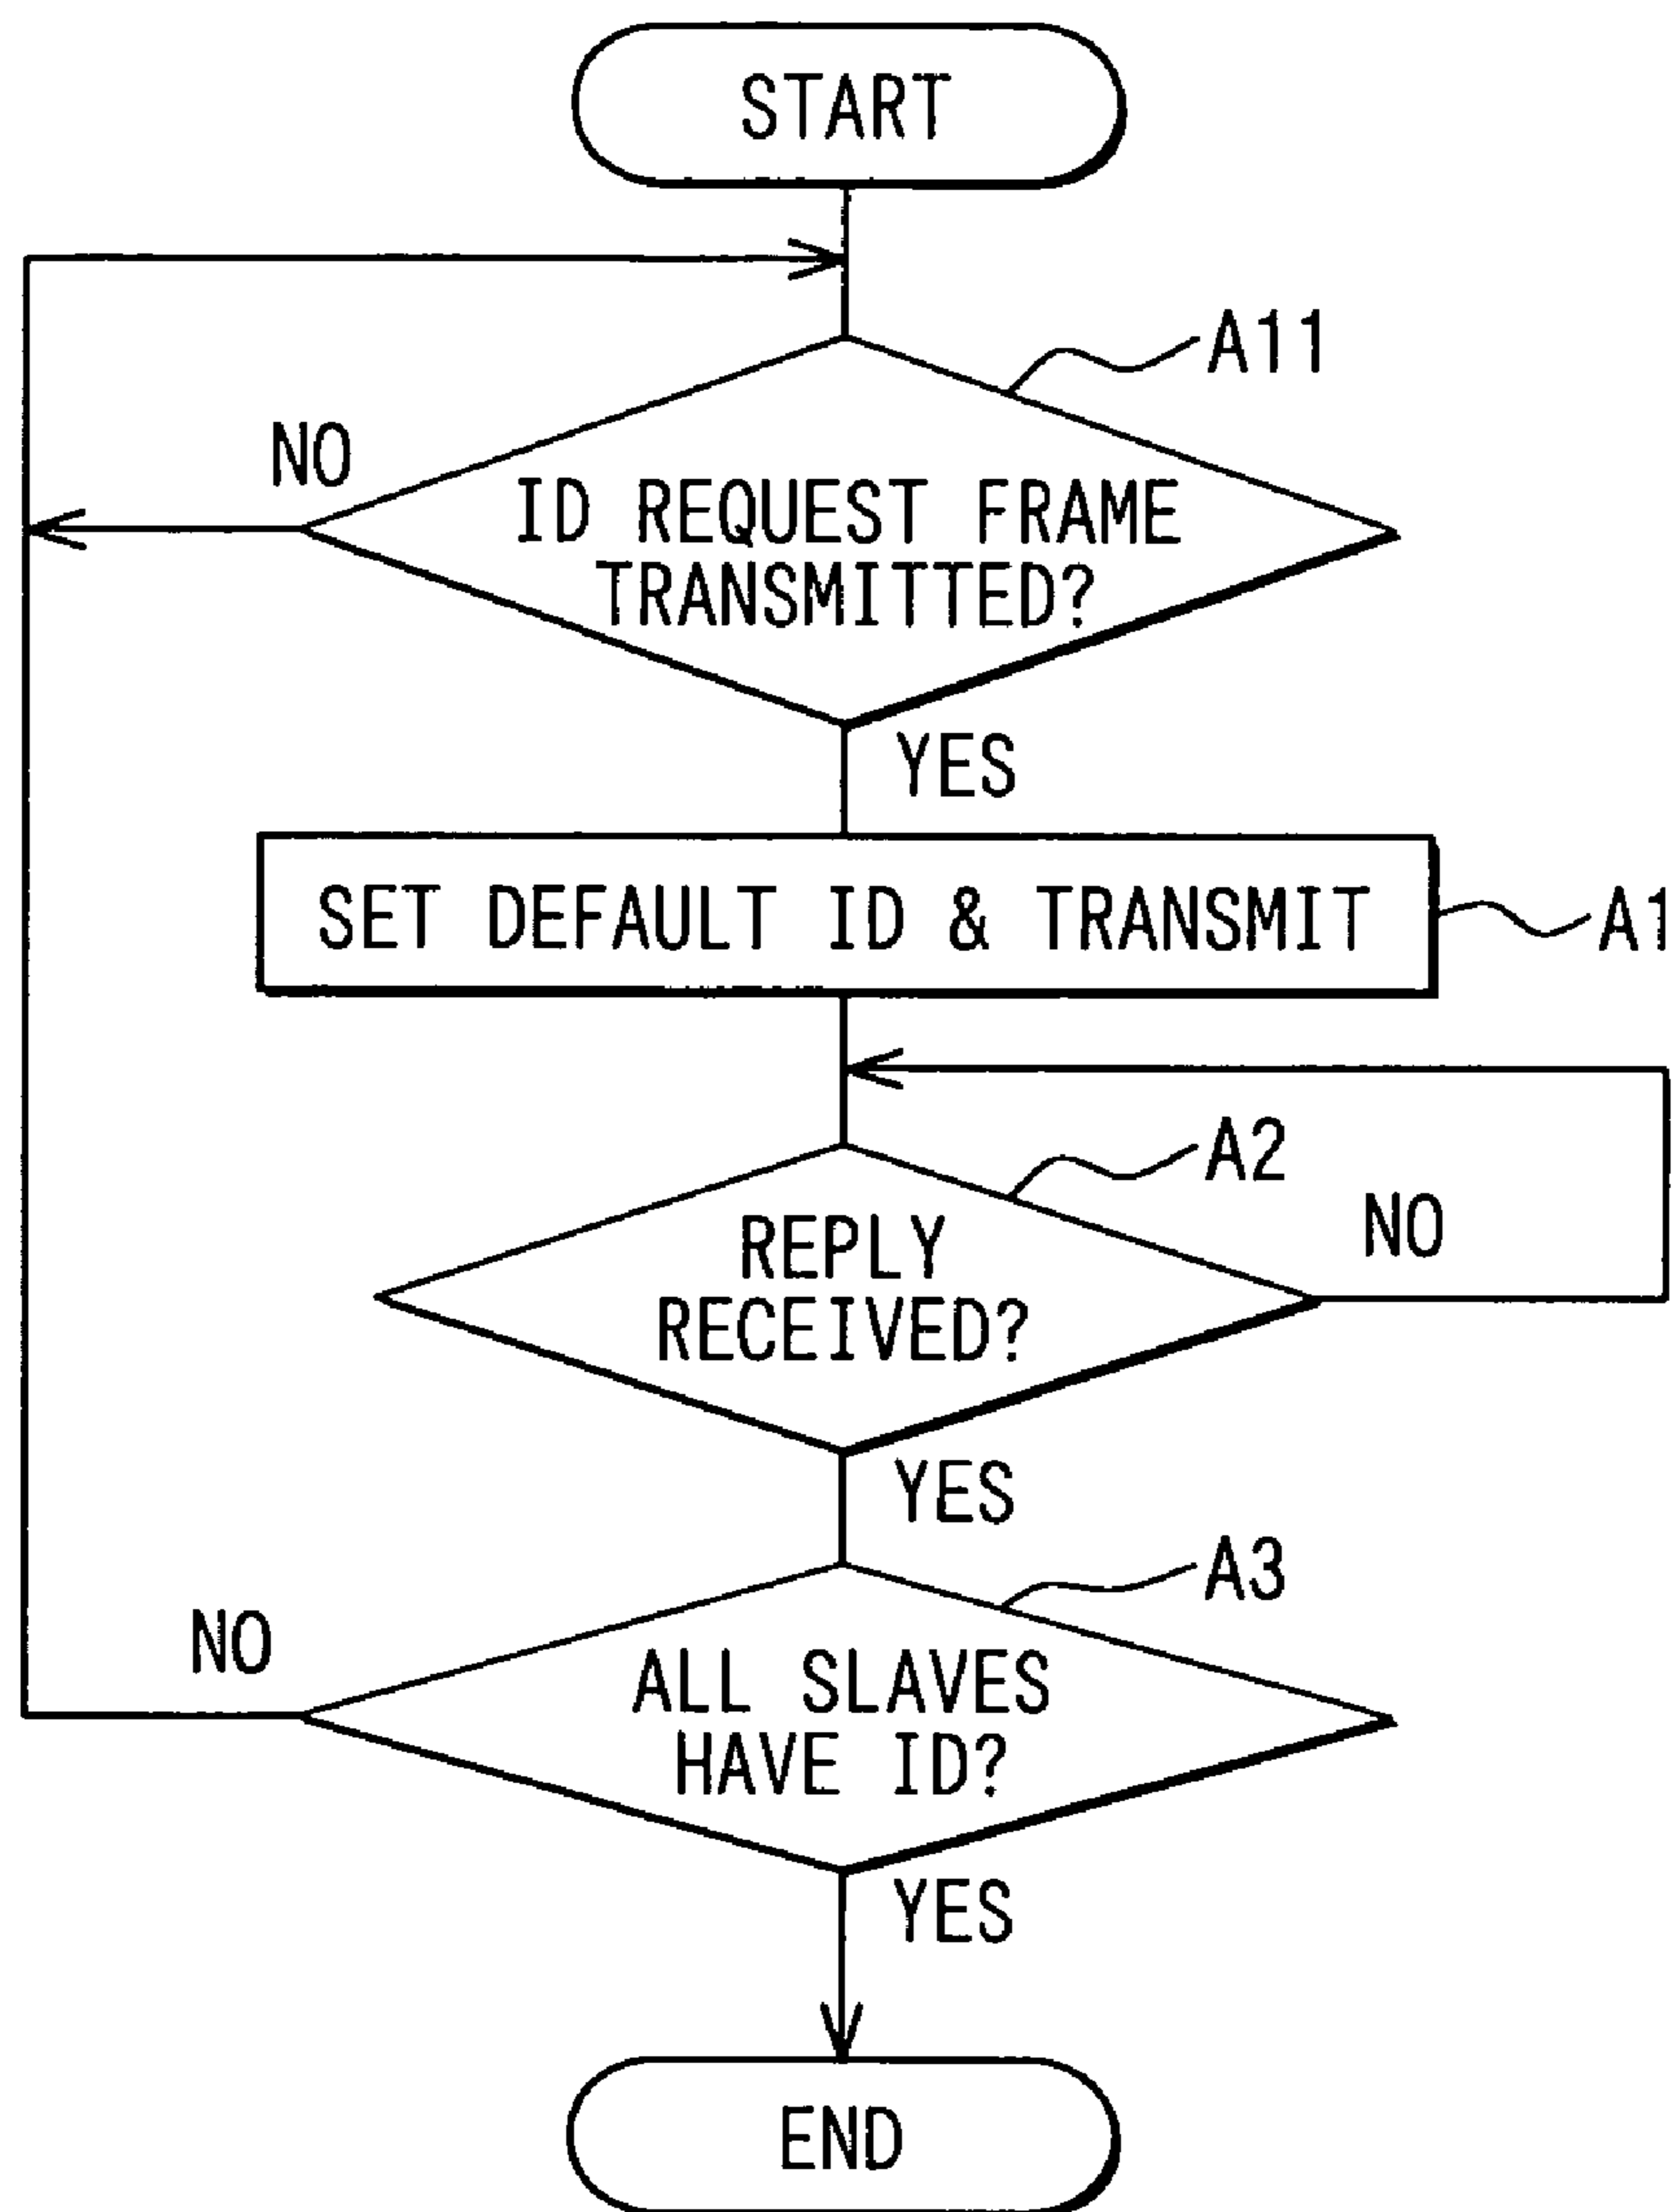 START
A11
NO
ID REQUEST FRAME
TRANSMITTED?
YES
SET DEFAULT ID & TRANSMIT
A1
A2
NO
REPLY
RECEIVED?
YES
A3
NO
ALL SLAVES
HAVE ID?
YES
END